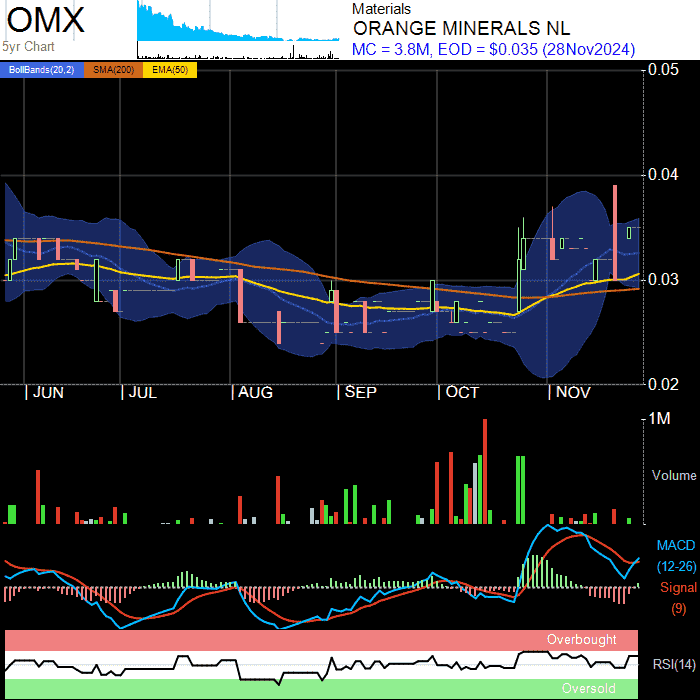 OMX
5yr Chart
Materials
ORANGE MINERALS NL
MC = 3.8M, EOD = $0.035 (28Nov2024)
BollBands(20,2) SMA(200) EMA(50)
0.05
0.04
0.03
0.02
JUN JUL AUG SEP OCT NOV
1M
Volume
MACD
(12-26)
Signal
(9)
Overbought
RSI(14)
Oversold